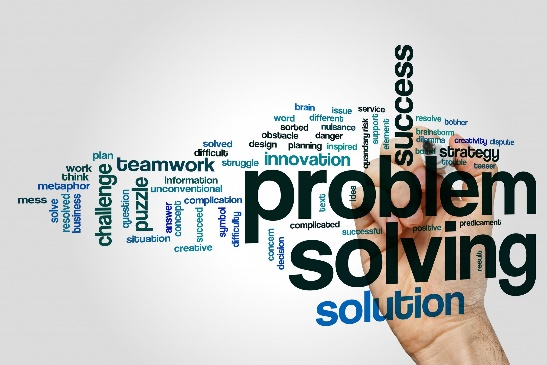 success
brain
issue
service
resolve
bother
word
different
risk
support
element
brainstorm
sorted
nuisance
dilemma
creativity
dispute
obstacle
danger
quandary
solved
design
planning
inspired
strategy
plan
difficult
trouble
teaser
teamwork
struggle
innovation
work
think
challenge
information
problem
metaphor
puzzle
unconventional
idea
mess
solve
resolved
business
question
answer
concept
succeed
complication
symbol
difficulty
text
complicated
successful
positive
predicament
situation
creative
concern
decision
solving
result
solution